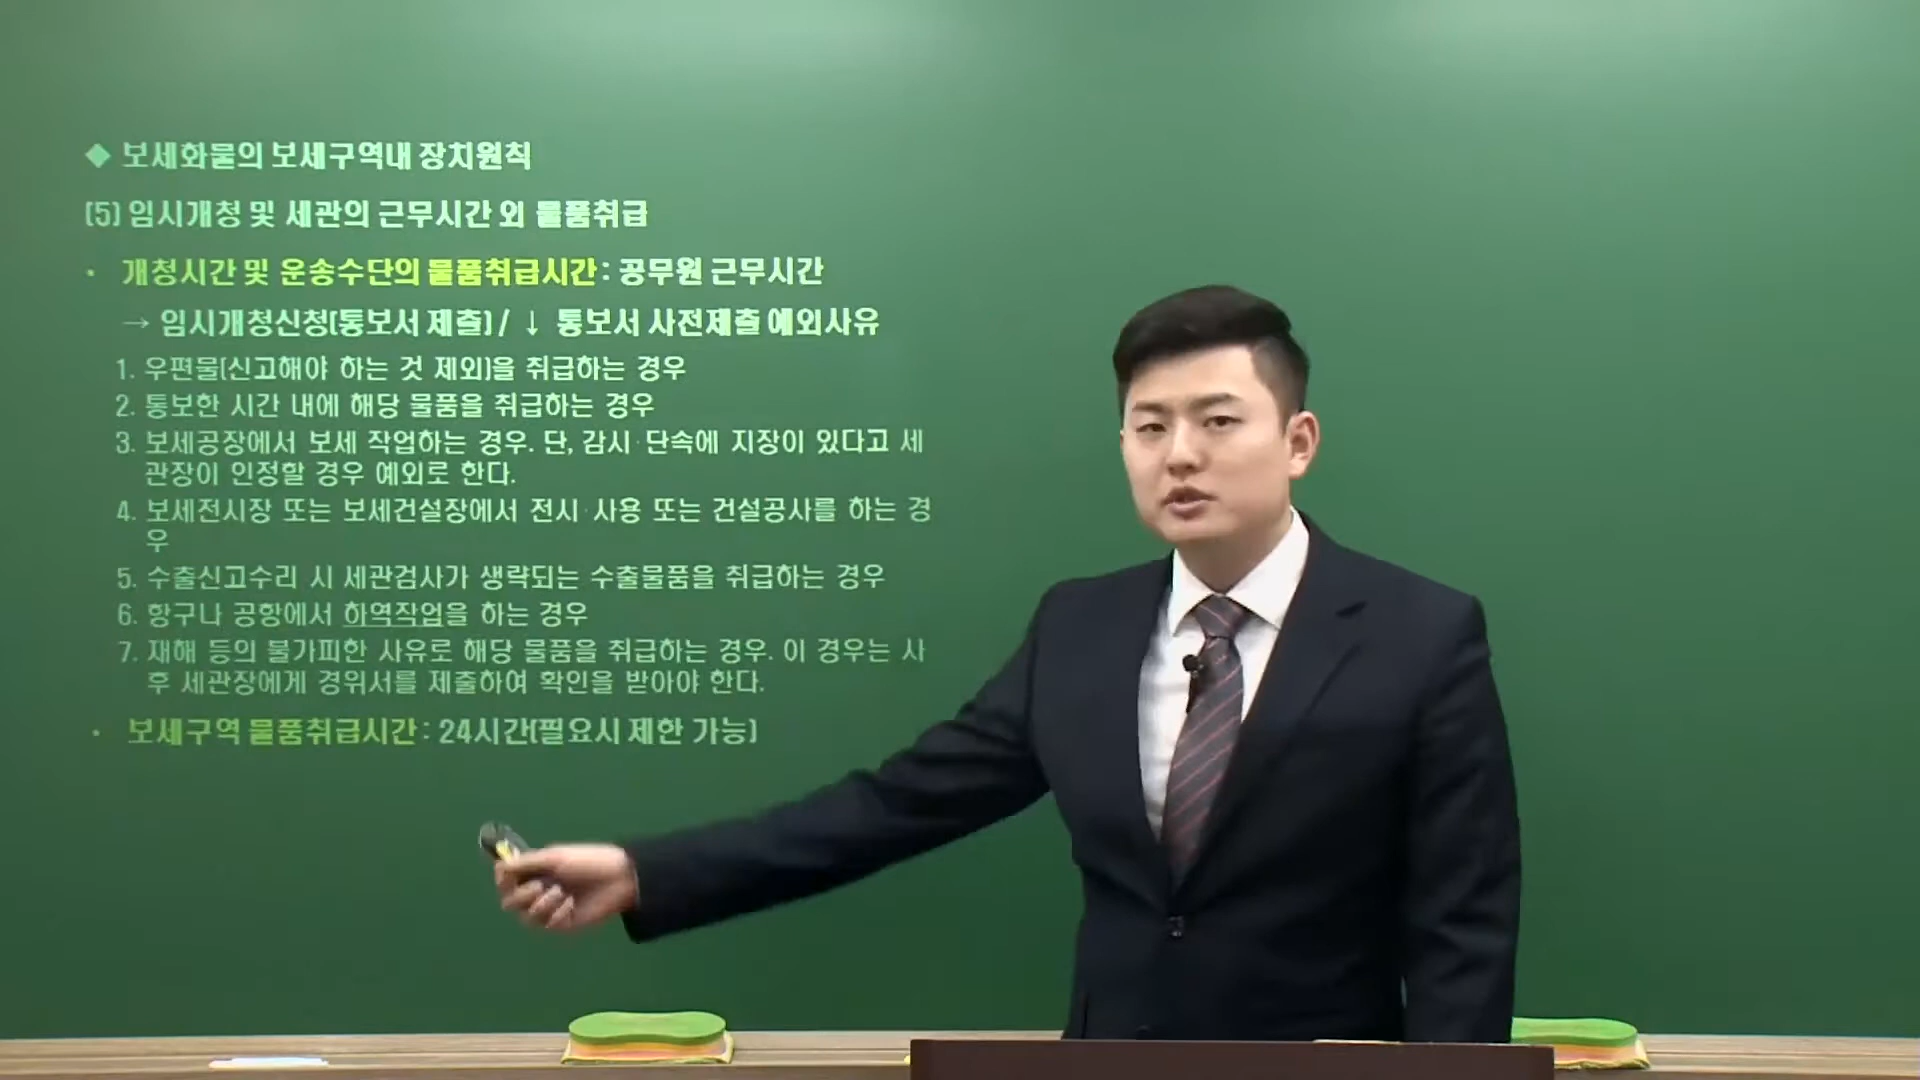 ◆ 보세화물의 보세구역내 장치원칙
(5) 임시개청 및 세관의 근무시간 외 물품취급
• 개청시간 및 운송수단의 물품취급시간 : 공무원 근무시간
→ 임시개청신청(통보서 제출) / ↓ 통보서 사전제출 예외사유
1. 우편물(신고해야 하는 것 제외)을 취급하는 경우
2. 통보한 시간 내에 해당 물품을 취급하는 경우
3. 보세공장에서 보세 작업하는 경우. 단, 감시·단속에 지장이 있다고 세
관장이 인정할 경우 예외로 한다.
4. 보세전시장 또는 보세건설장에서 전시·사용 또는 건설공사를 하는 경
우
5. 수출신고수리 시 세관검사가 생략되는 수출물품을 취급하는 경우
6. 항구나 공항에서 하역작업을 하는 경우
7. 재해 등의 불가피한 사유로 해당 물품을 취급하는 경우. 이 경우는 사
후 세관장에게 경위서를 제출하여 확인을 받아야 한다.
• 보세구역 물품취급시간 : 24시간(필요시 제한 가능)